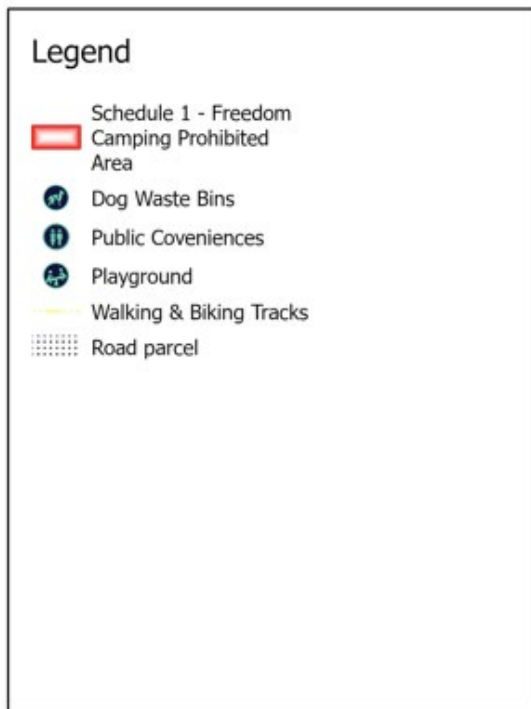 Legend
Schedule 1 - Freedom
Camping Prohibited
Area
Dog Waste Bins
Public Coveniences
Playground
Walking & Biking Tracks
Road parcel